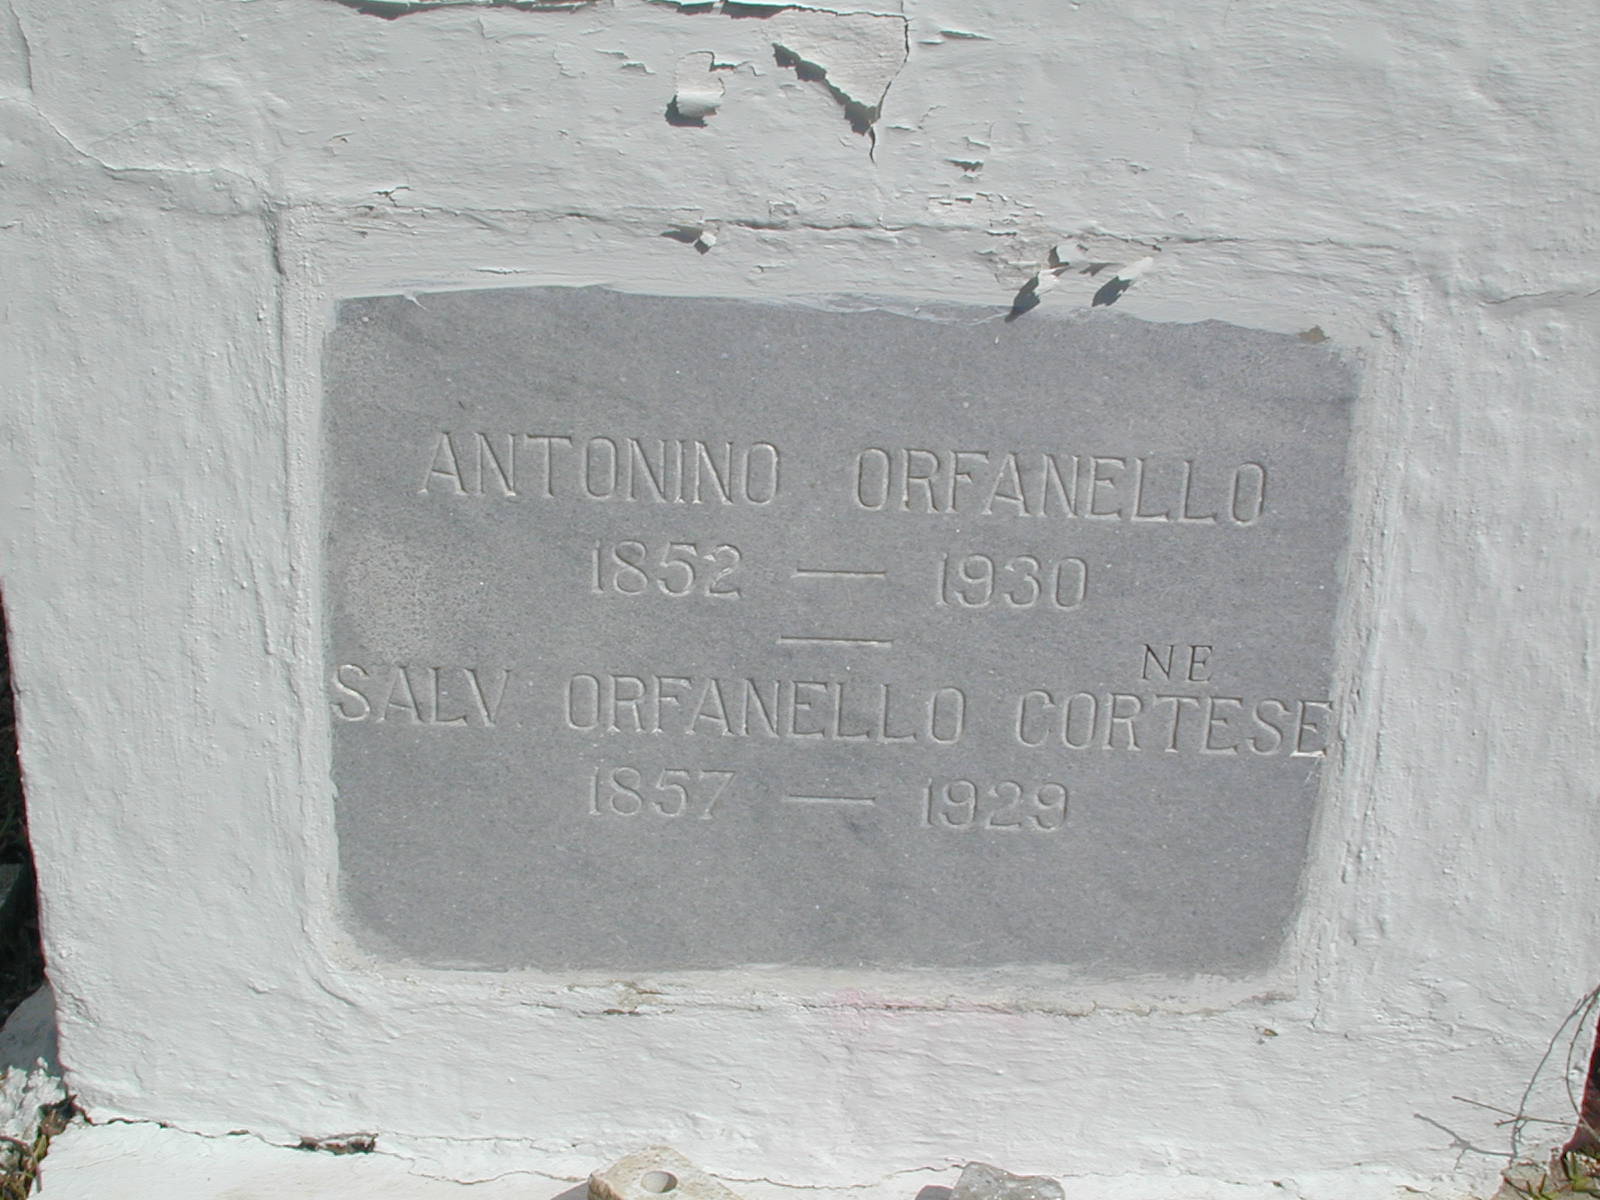 ANTONINO ORFANELLO
1852 — 1930
NE
SALV. ORFANELLO CORTESE
1857 — 1929